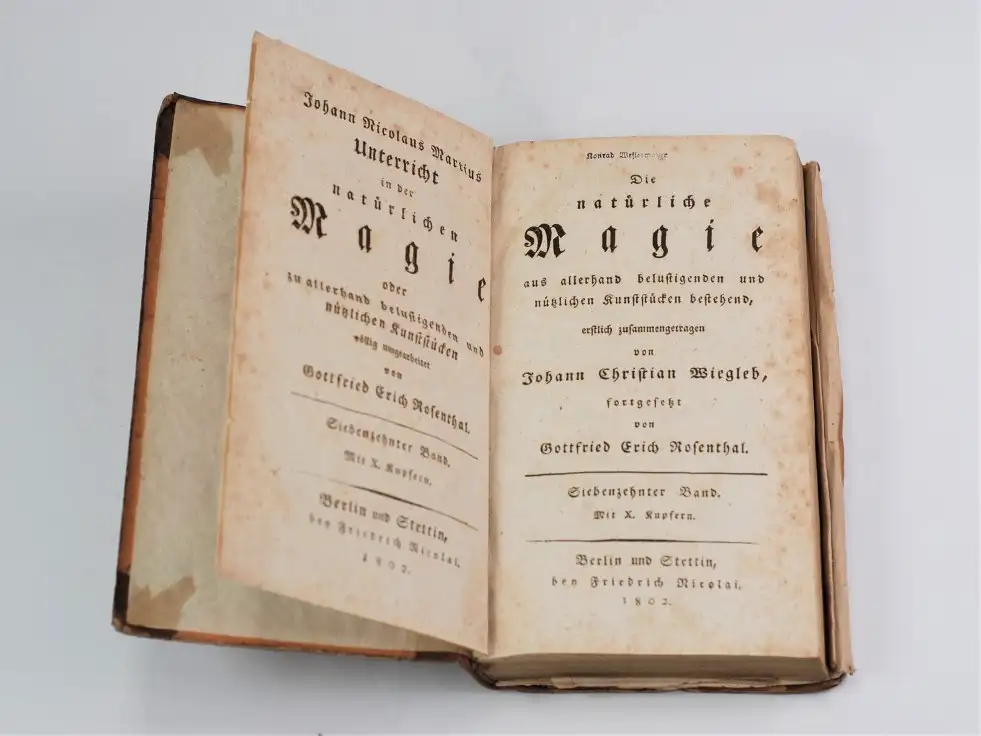 Johann Nicolaus Martius
Unterricht
in der
natürlichen
Magie
oder
zu allerhand belustigenden und
nützlichen Kunststücken
völlig umgearbeitet
von
Gottfried Erich Rosenthal.
Siebenzehnter Band.
Mit X. Kupfern.
Berlin und Stettin,
bey Friedrich Nicolai.
1802.
Konrad
Die
natürliche
Magie
aus allerhand belustigenden und
nützlichen Kunststücken bestehend,
erstlich zusammengetragen
von
Johann Christian Wiegleb,
fortgesetzt
von
Gottfried Erich Rosenthal.
Siebenzehnter Band.
Mit X. Kupfern.
Berlin und Stettin,
bey Friedrich Nicolai.
1802.